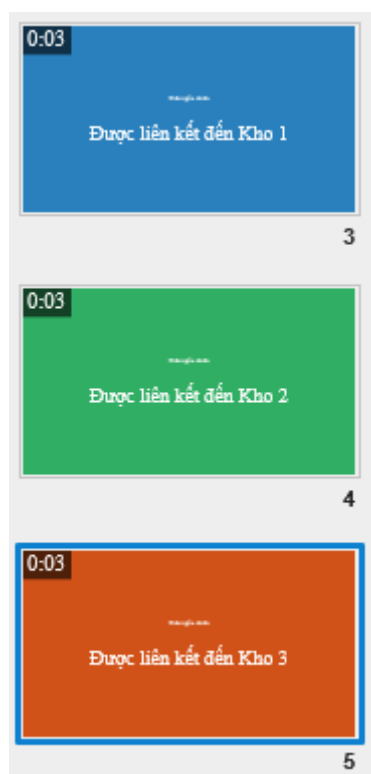 0:03
Được liên kết đến Kho 1
3
0:03
Được liên kết đến Kho 2
4
0:03
Được liên kết đến Kho 3
5